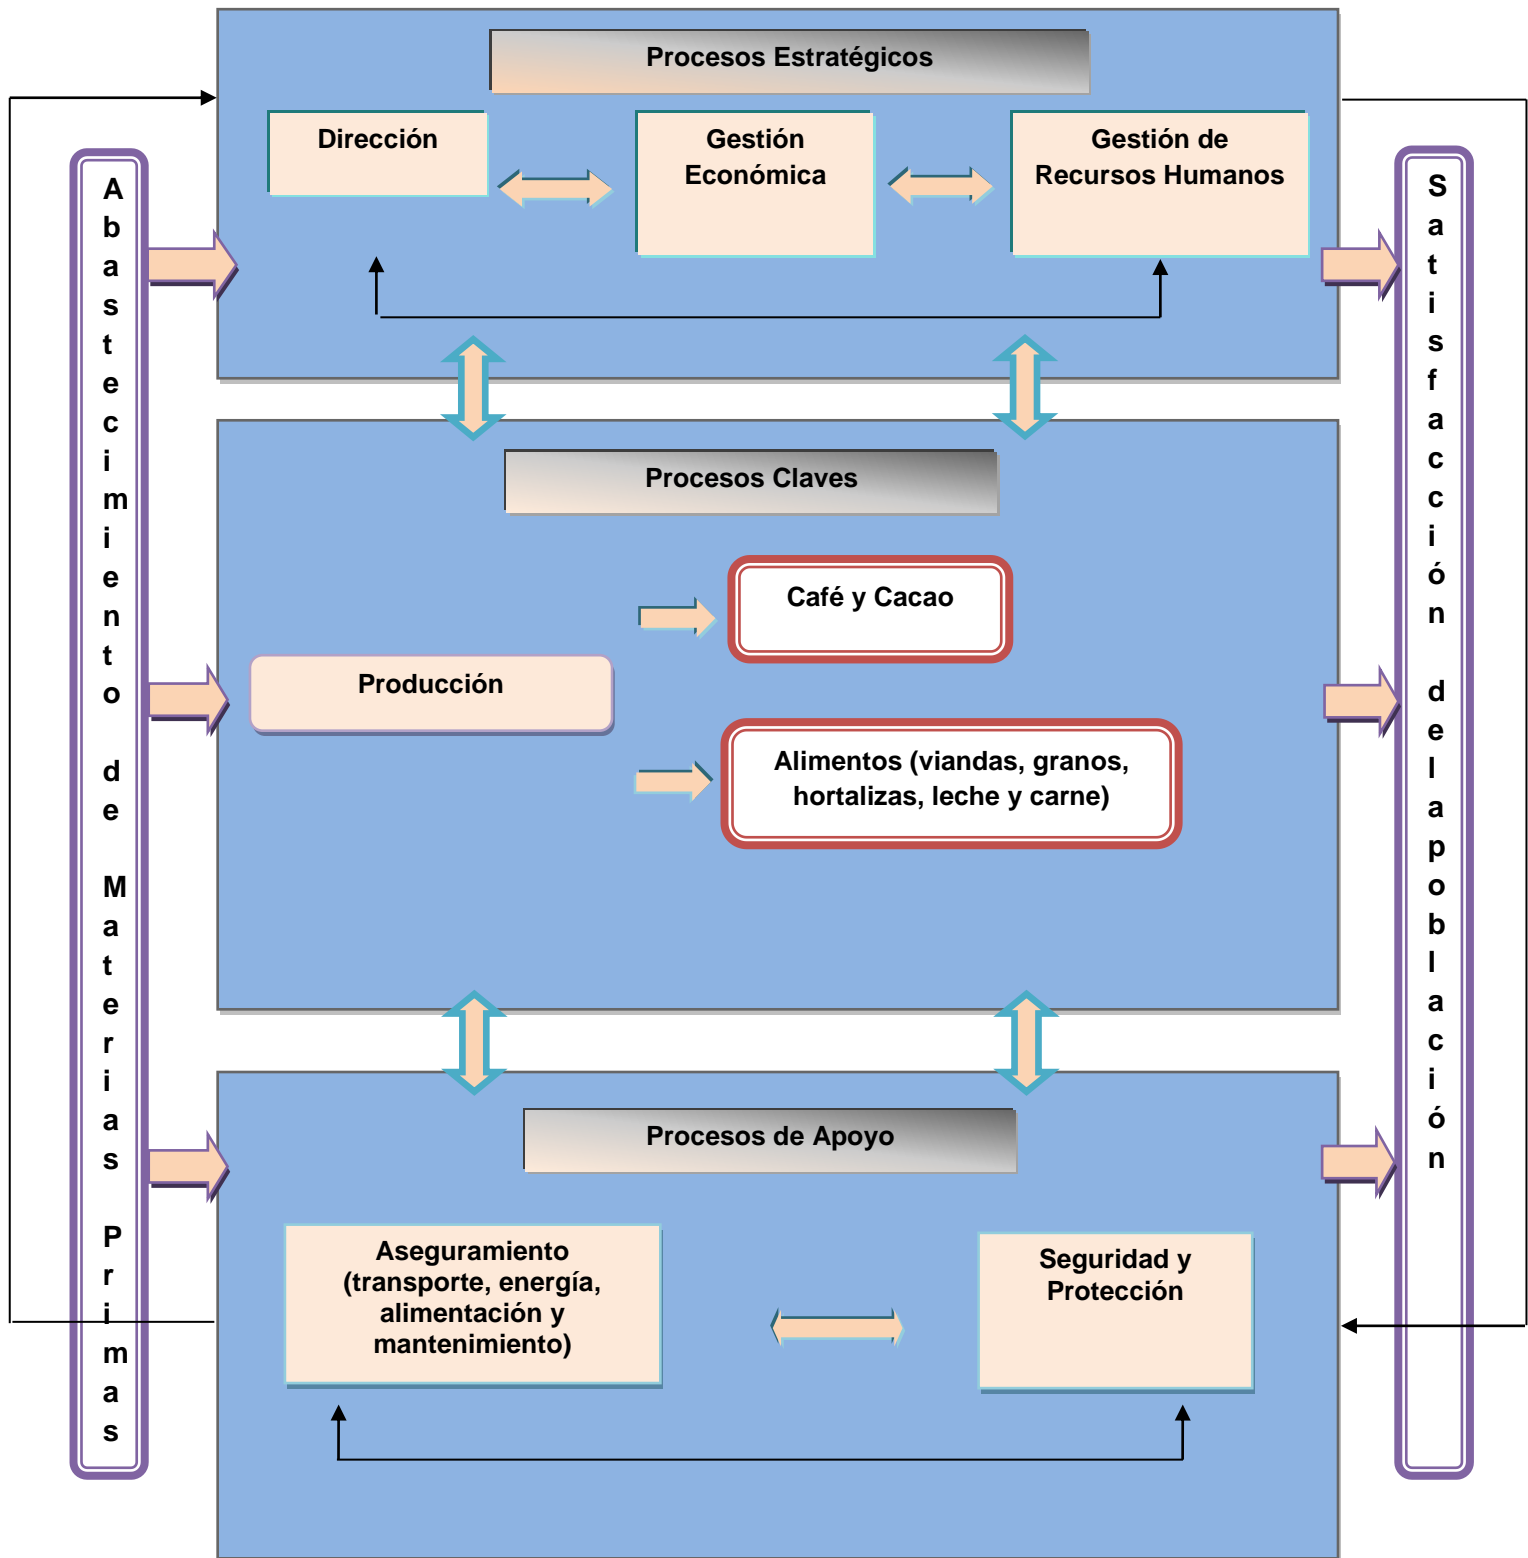 Procesos Estratégicos
Dirección
Gestión
Económica
Gestión de
Recursos Humanos
Abastecimiento de Materias Primas
Satisfacción de la población
Procesos Claves
Café y Cacao
Producción
Alimentos (viandas, granos,
hortalizas, leche y carne)
Procesos de Apoyo
Aseguramiento
(transporte, energía,
alimentación y
mantenimiento)
Seguridad y
Protección